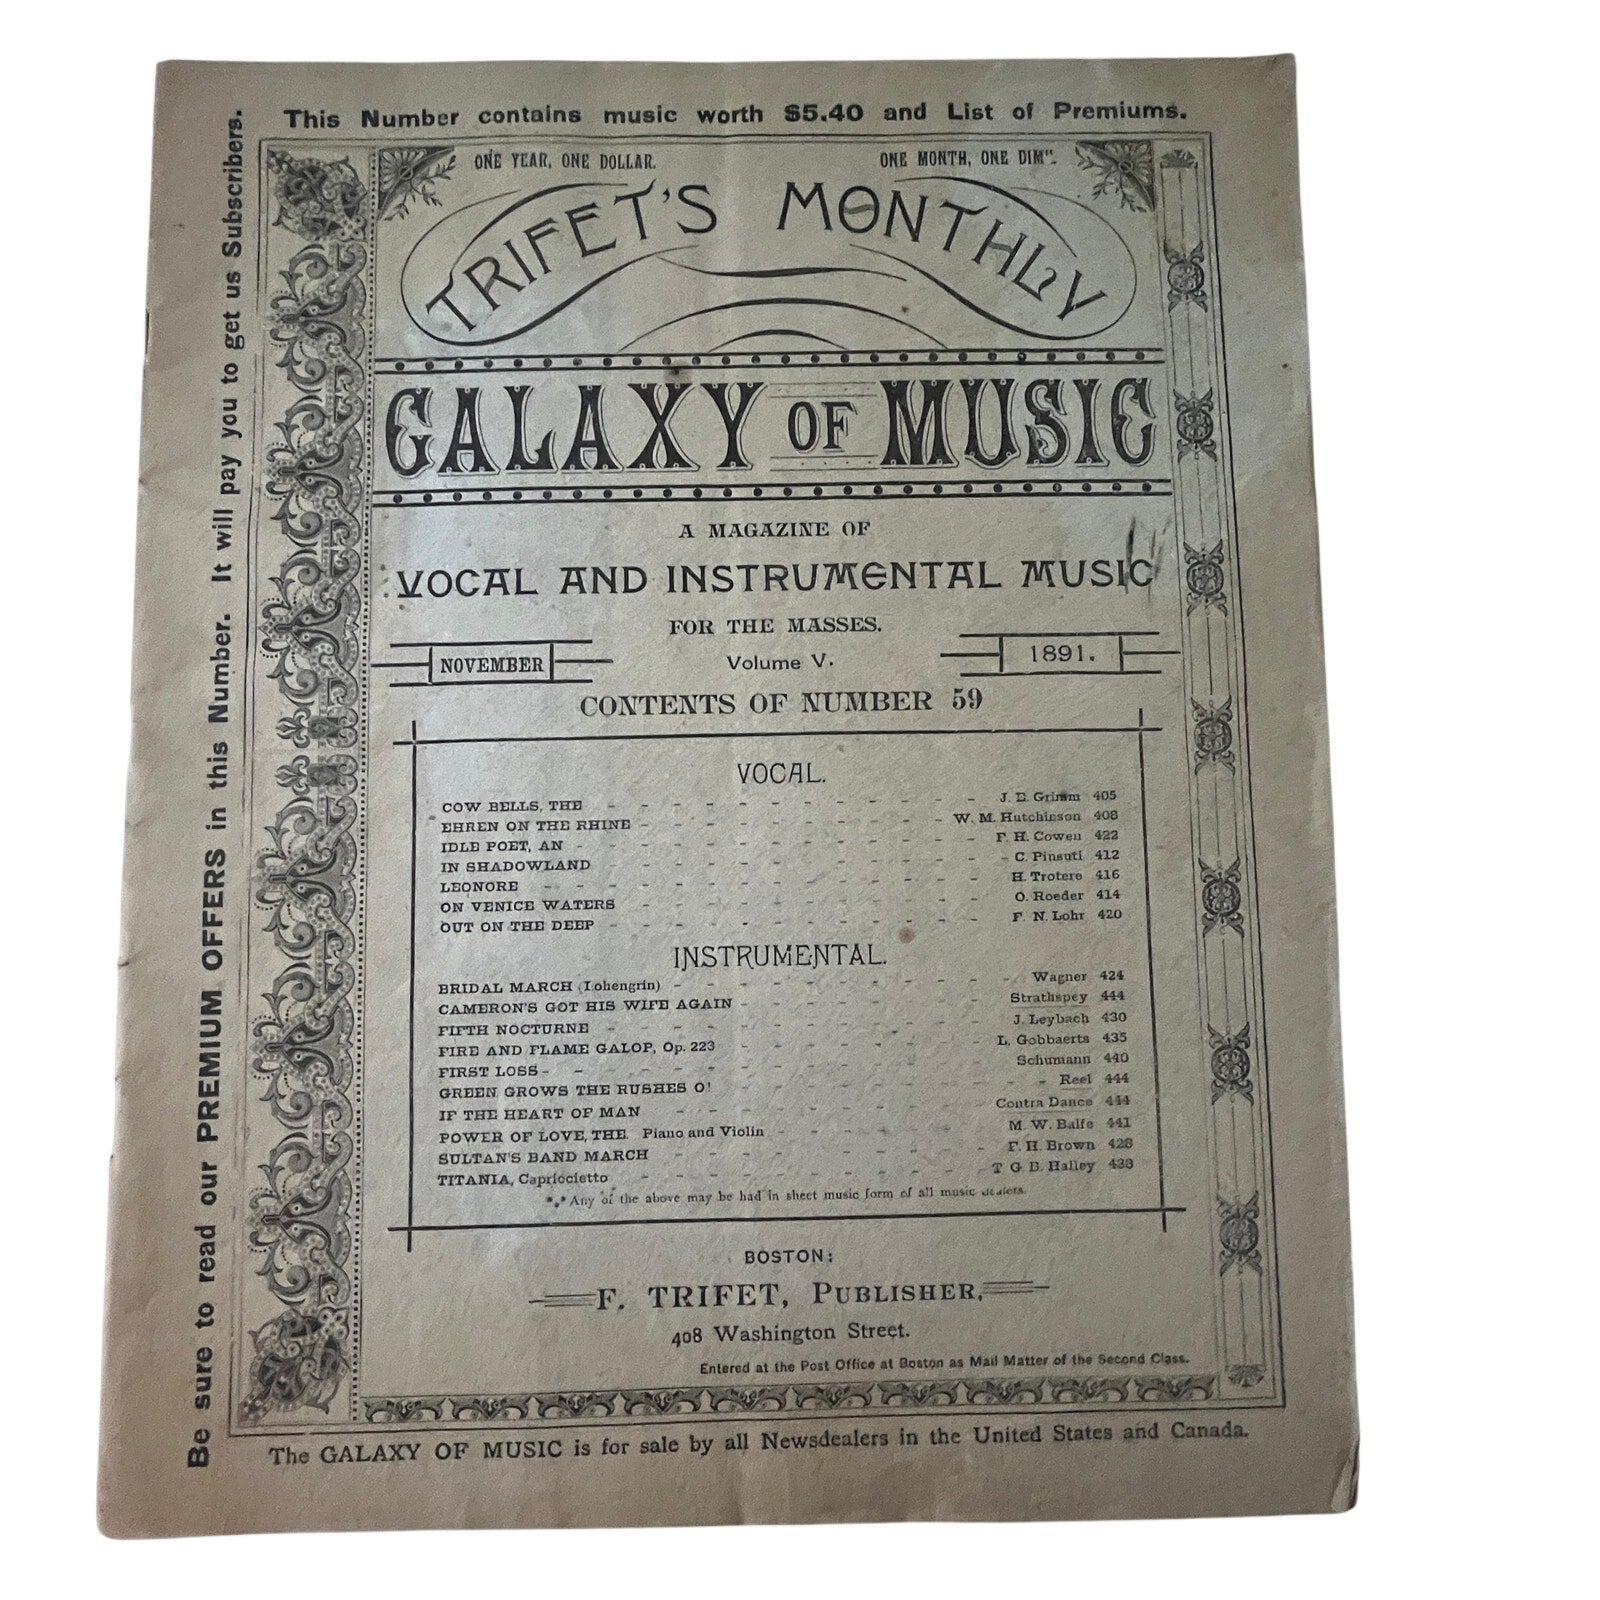 This Number contains music worth $5.40 and List of Premiums.
Be sure to read our PREMIUM OFFERS in this Number. It will pay you to get us Subscribers.
ONE YEAR, ONE DOLLAR.
ONE MONTH, ONE DIM".
TRIFET'S MONTHLY
GALAXY OF MUSIC
A MAGAZINE OF
VOCAL AND INSTRUMENTAL MUSIC
FOR THE MASSES.
NOVEMBER
Volume V.
1891.
CONTENTS OF NUMBER 59
VOCAL.
COW BELLS, THE - - - - - - - - - - - - J. E. Grimm 405
EHREN ON THE RHINE - - - - - - - - - - W. M. Hutchinson 408
IDLE POET, AN - - - - - - - - - - - - F. H. Cowen 422
IN SHADOWLAND - - - - - - - - - - - - C. Pinsuti 412
LEONORE - - - - - - - - - - - - H. Trotere 416
ON VENICE WATERS - - - - - - - - - - - O. Roeder 414
OUT ON THE DEEP - - - - - - - - - - - - F. N. Lohr 420
INSTRUMENTAL.
BRIDAL MARCH (Lohengrin) - - - - - - - - - - - Wagner 424
CAMERON'S GOT HIS WIFE AGAIN - - - - - - - - Strathspey 444
FIFTH NOCTURNE - - - - - - - - - - - - J. Leybach 430
FIRE AND FLAME GALOP, Op. 223 - - - - - - - - L. Gobbaerts 435
FIRST LOSS - - - - - - - - - - - - Schumann 440
GREEN GROWS THE RUSHES O! - - - - - - - - - - Reel 444
IF THE HEART OF MAN - - - - - - - - - - Contra Dance 444
POWER OF LOVE, THE. Piano and Violin - - - - - - - M. W. Balfe 441
SULTAN'S BAND MARCH - - - - - - - - - - F. H. Brown 428
TITANIA, Capriccietto - - - - - - - - - - - T. G. B. Halley 433
*.* Any of the above may be had in sheet music form of all music dealers.
BOSTON:
F. TRIFET, PUBLISHER,
408 Washington Street.
Entered at the Post Office at Boston as Mail Matter of the Second Class.
The GALAXY OF MUSIC is for sale by all Newsdealers in the United States and Canada.